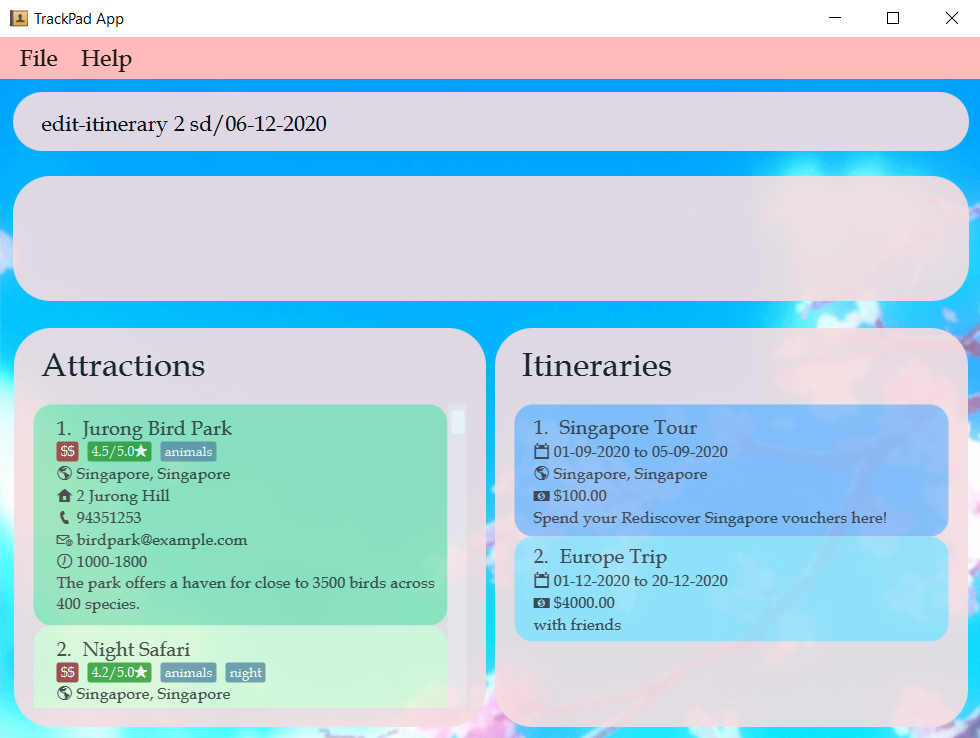 TrackPad App
File Help
edit-itinerary 2 sd/06-12-2020
Attractions
1. Jurong Bird Park
$$ 4.5/5.0★ animals
Singapore, Singapore
2 Jurong Hill
94351253
birdpark@example.com
1000-1800
The park offers a haven for close to 3500 birds across
400 species.
2. Night Safari
$$ 4.2/5.0★ animals night
Singapore, Singapore
Itineraries
1. Singapore Tour
01-09-2020 to 05-09-2020
Singapore, Singapore
$100.00
Spend your Rediscover Singapore vouchers here!
2. Europe Trip
01-12-2020 to 20-12-2020
$4000.00
with friends